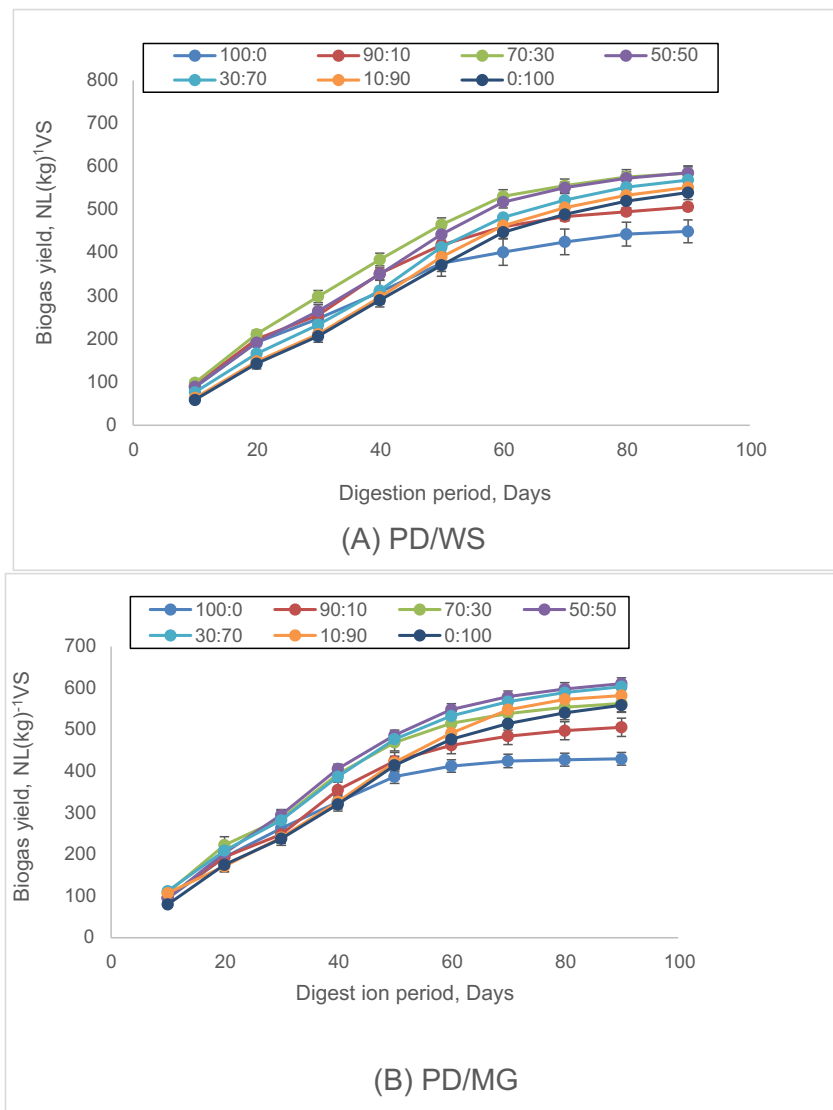 100:0 90:10 70:30 50:50
30:70 10:90 0:100
800
700
600
500
400
300
200
100
0
0 20 40 60 80 100
Biogas yield, NL(kg)¹VS
Digestion period, Days
(A) PD/WS
100:0 90:10 70:30 50:50
30:70 10:90 0:100
700
600
500
400
300
200
100
0
0 20 40 60 80 100
Biogas yield, NL(kg)⁻¹VS
Digest ion period, Days
(B) PD/MG